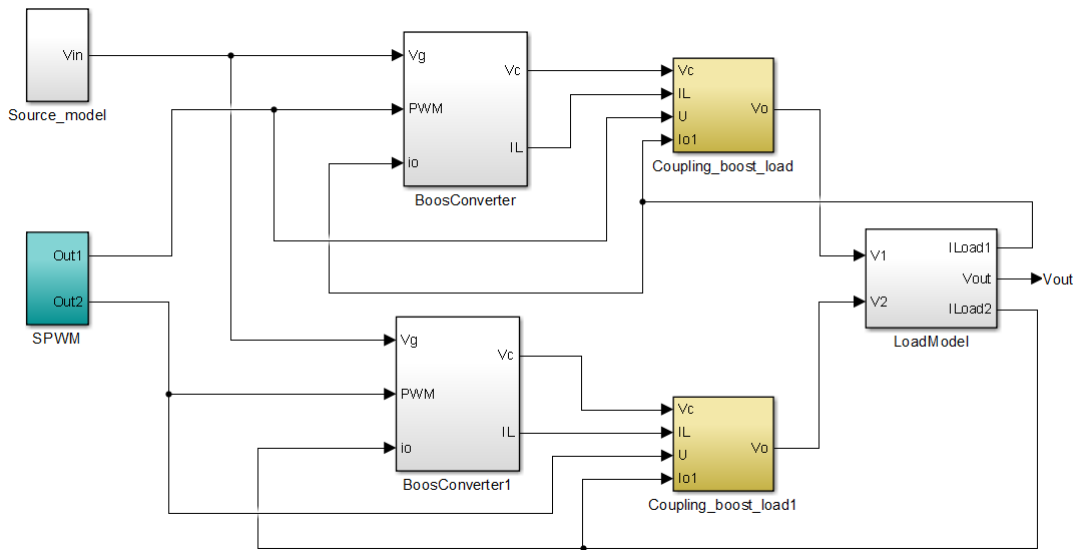 Vin
Source_model
Vg
PWM
io
Vc
IL
BoosConverter
Vc
IL
U
Io1
Vo
Coupling_boost_load
Out1
Out2
SPWM
V1
V2
ILoad1
Vout
ILoad2
LoadModel
Vout
Vg
PWM
io
Vc
IL
BoosConverter1
Vc
IL
U
Io1
Vo
Coupling_boost_load1